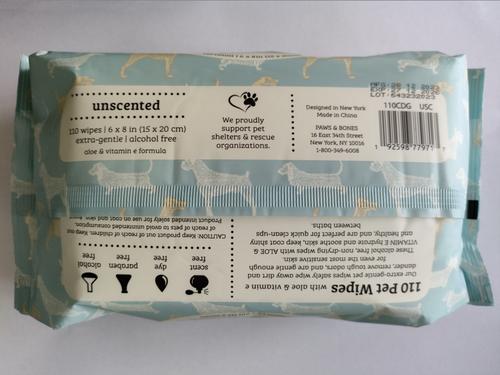 unscented
110 wipes | 6 x 8 in (15 x 20 cm)
extra-gentle | alcohol free
aloe & vitamin e formula
We proudly
support pet
shelters & rescue
organizations.
Designed in New York
Made in China
PAWS & BONES
16 East 34th Street
New York, NY 10016
1-800-349-6008
LOT: 543232023
110CDG USC
1 92598 77971
110 Pet Wipes with aloe & vitamin e
Our extra-gentle pet wipes safely wipe away dirt and
dander, remove odors, and are gentle enough
for even the most sensitive skin.
These alcohol free, non-drying wipes with ALOE &
VITAMIN E hydrate and soothe skin, keep coat shiny
and healthy, and are perfect for quick clean-ups
between baths.
scent
free
dye
free
paraben
free
alcohol
free
CAUTION: Keep product out of reach of children. Keep
out of reach of pets to avoid unintended consumption.
Product intended solely for use on coat and skin.